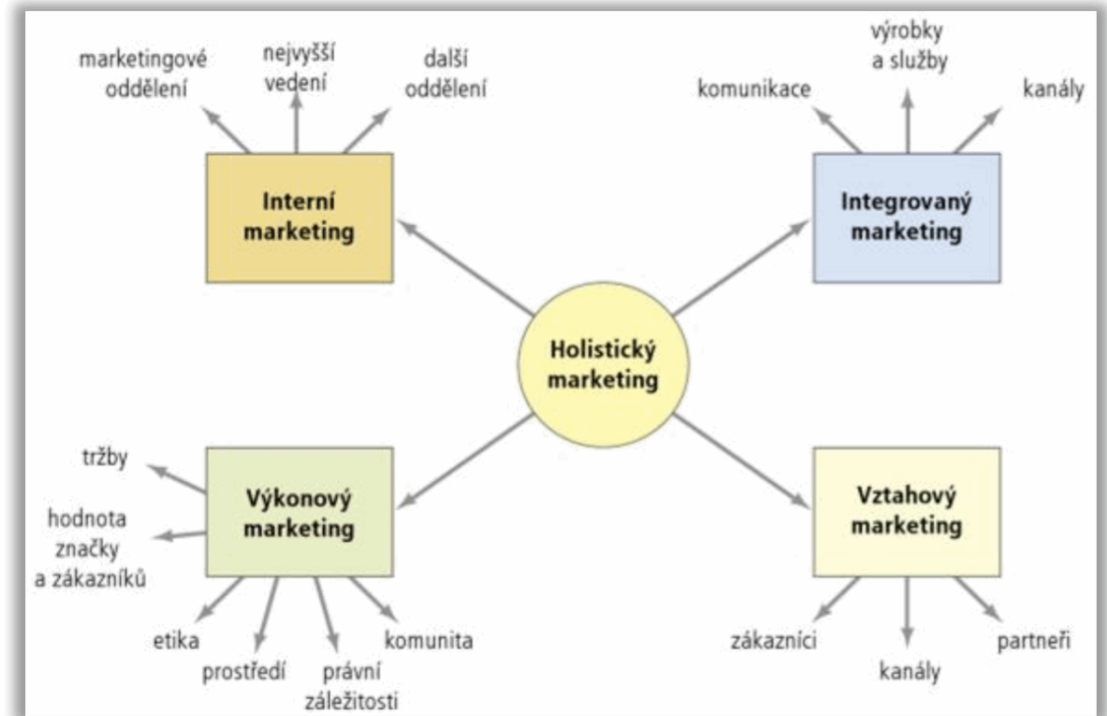 marketingové
oddělení
nejvyšší
vedení
další
oddělení
Interní
marketing
komunikace
výrobky
a služby
kanály
Integrovaný
marketing
Holistický
marketing
tržby
hodnota
značky
a zákazníků
Výkonový
marketing
etika
prostředí
právní
záležitosti
komunita
Vztahový
marketing
zákazníci
kanály
partneři